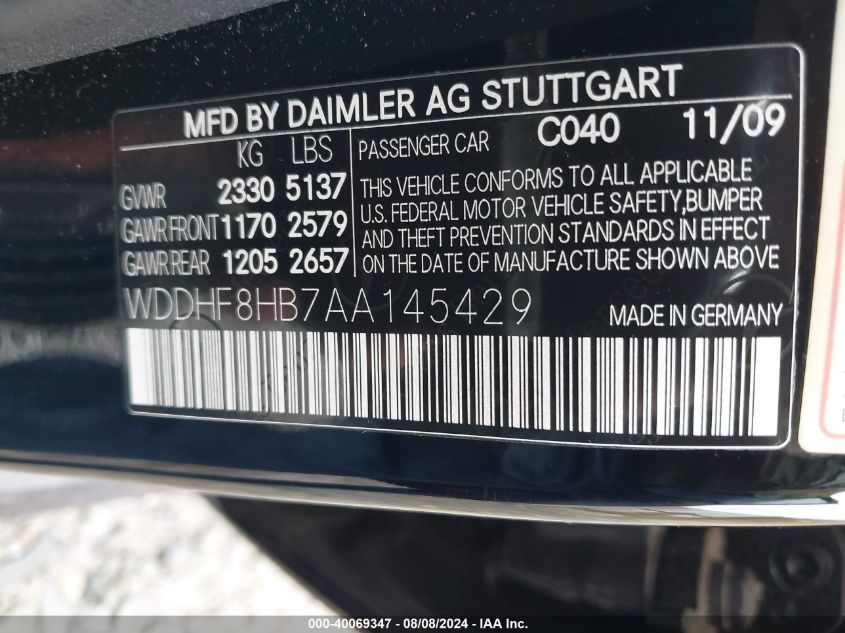 MFD BY DAIMLER AG STUTTGART
KG LBS
GVWR 2330 5137
GAWR FRONT 1170 2579
GAWR REAR 1205 2657
PASSENGER CAR C040 11/09
THIS VEHICLE CONFORMS TO ALL APPLICABLE
U.S. FEDERAL MOTOR VEHICLE SAFETY,BUMPER
AND THEFT PREVENTION STANDARDS IN EFFECT
ON THE DATE OF MANUFACTURE SHOWN ABOVE
WDDHF8HB7AA145429 MADE IN GERMANY
000-40069347 - 08/08/2024 - IAAI Inc.